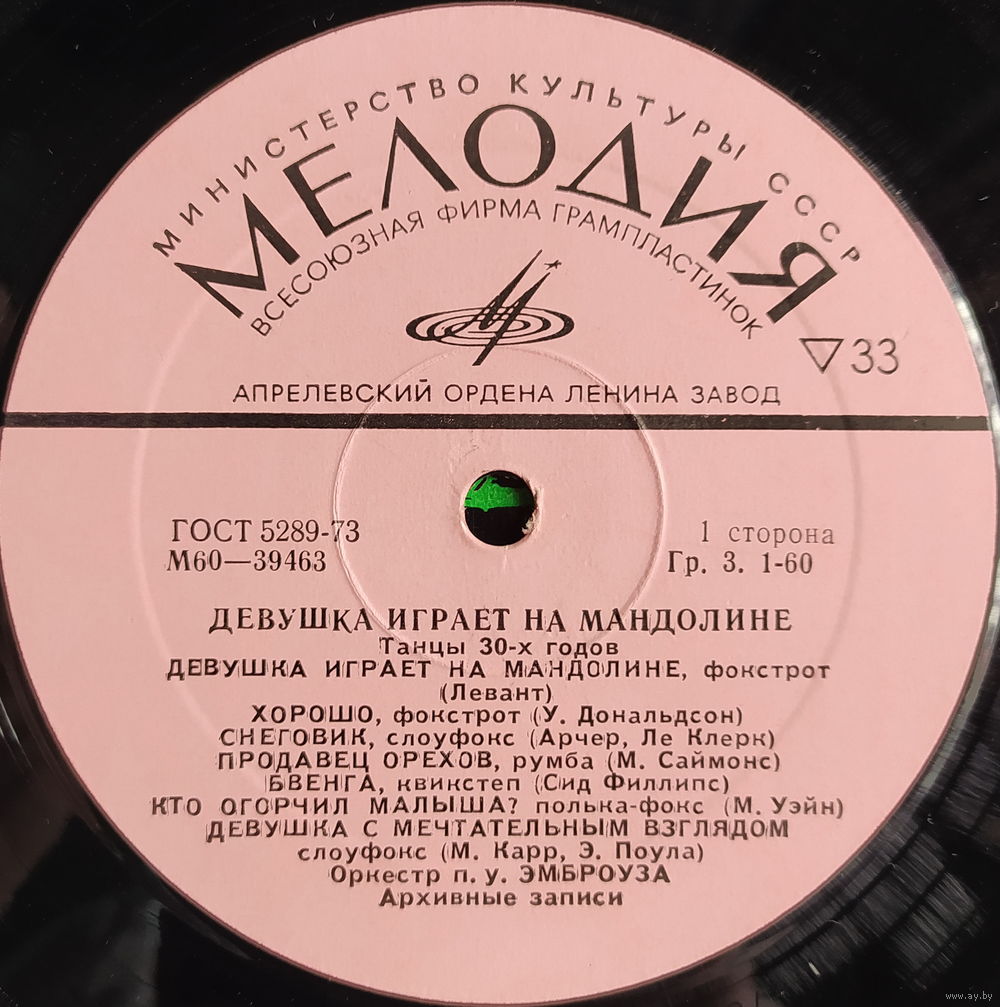 МИНИСТЕРСТВО КУЛЬТУРЫ СССР
МЕЛОДИЯ
ВСЕСОЮЗНАЯ ФИРМА ГРАМПЛАСТИНОК
33
АПРЕЛЕВСКИЙ ОРДЕНА ЛЕНИНА ЗАВОД
ГОСТ 5289-73
1 сторона
М60—39463
Гр. 3. 1-60
ДЕВУШКА ИГРАЕТ НА МАНДОЛИНЕ
Танцы 30-х годов
ДЕВУШКА ИГРАЕТ НА МАНДОЛИНЕ, фокстрот
(Левант)
ХОРОШО, фокстрот (У. Дональдсон)
СНЕГОВИК, слоуфокс (Арчер, Ле Клерк)
ПРОДАВЕЦ ОРЕХОВ, румба (М. Саймонс)
БВЕНГА, квикстеп (Сид Филлипс)
КТО ОГОРЧИЛ МАЛЫША? полька-фокс (М. Уэйн)
ДЕВУШКА С МЕЧТАТЕЛЬНЫМ ВЗГЛЯДОМ
слоуфокс (М. Карр, Э. Поула)
Оркестр п. у. ЭМБРОУЗА
Архивные записи
www.ay.by